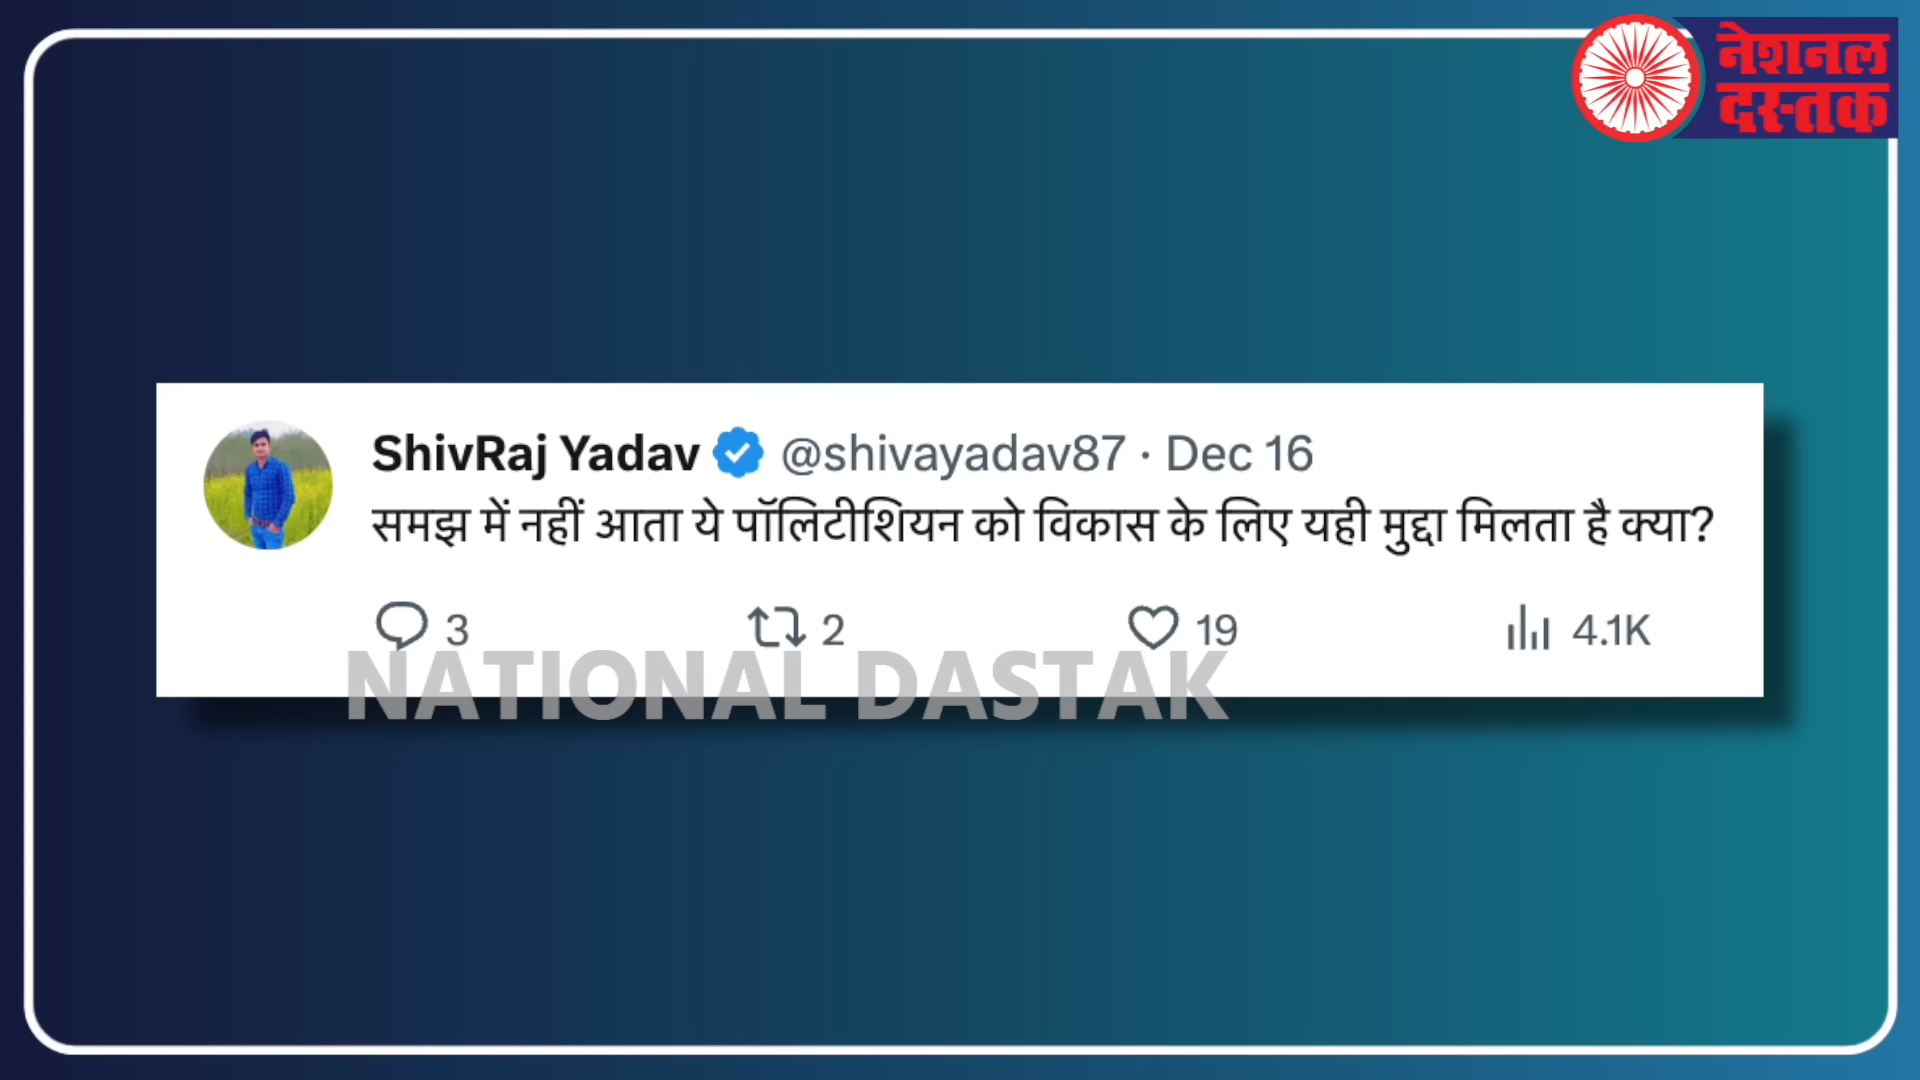 नेशनल
दस्तक
ShivRaj Yadav @shivayadav87 · Dec 16
समझ में नहीं आता ये पॉलिटीशियन को विकास के लिए यही मुद्दा मिलता है क्या?
3 2 19 4.1K
NATIONAL DASTAK